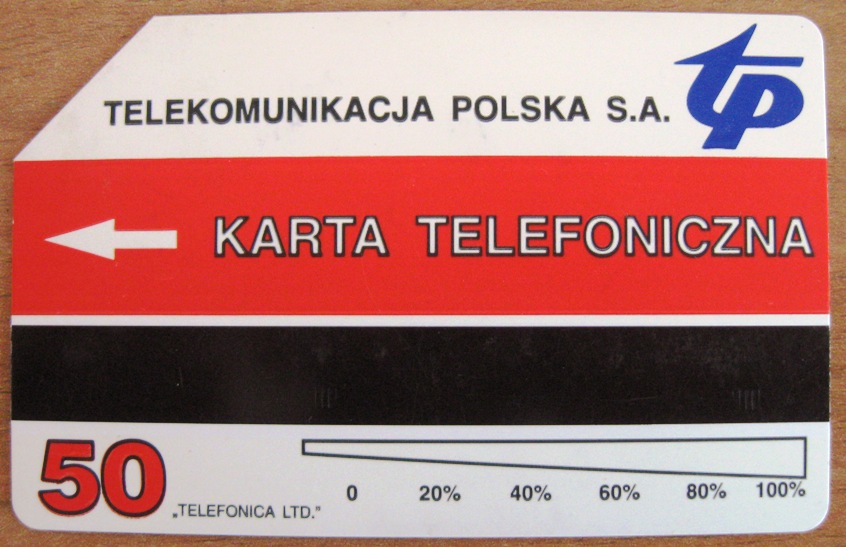 TELEKOMUNIKACJA POLSKA S.A. tp
KARTA TELEFONICZNA
50 „TELEFONICA LTD.” 0 20% 40% 60% 80% 100%